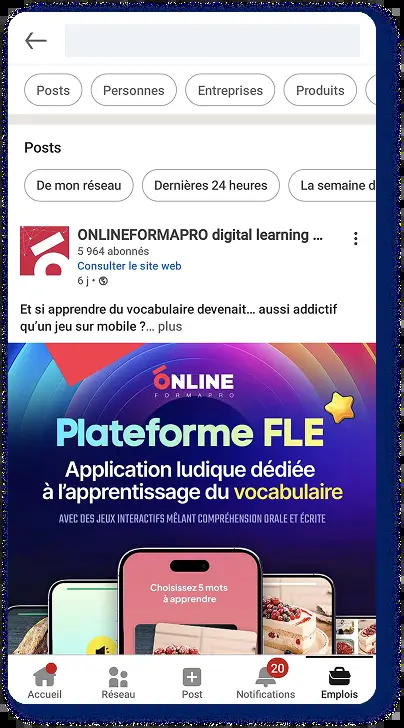 Posts
Personnes
Entreprises
Produits
Posts
De mon réseau
Dernières 24 heures
La semaine d
ONLINEFORMAPRO digital learning ...
5 964 abonnés
Consulter le site web
6 j •
Et si apprendre du vocabulaire devenait… aussi addictif
qu'un jeu sur mobile ?… plus
ONLINE
FORMAPRO
Plateforme FLE
Application ludique dédiée
à l'apprentissage du vocabulaire
AVEC DES JEUX INTERACTIFS MÊLANT COMPRÉHENSION ORALE ET ÉCRITE
Choisissez 5 mots
à apprendre
20
Accueil
Réseau
Post
Notifications
Emplois